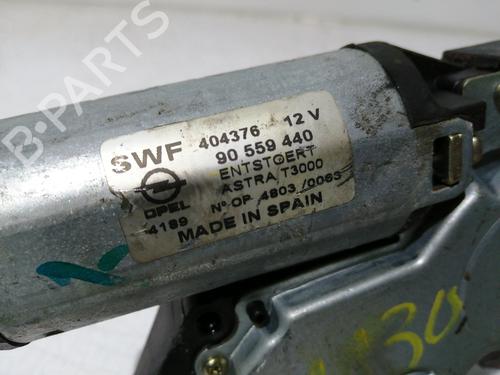 SWF 404376 12 V
90 559 440
ENTSTOERT
ASTRA T3000
OPEL Nº OP 4803 /0063
4189
MADE IN SPAIN
B-Parts
30